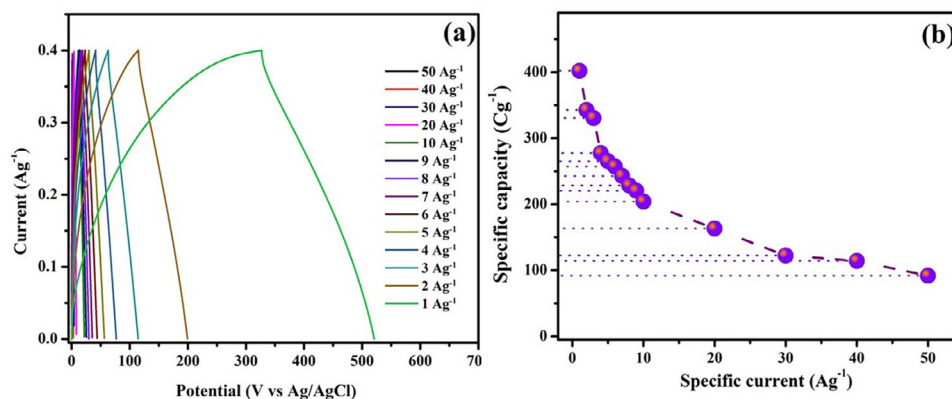 (a)
0.4
0.3
0.2
0.1
0.0
Current (Ag⁻¹)
50 Ag⁻¹
40 Ag⁻¹
30 Ag⁻¹
20 Ag⁻¹
10 Ag⁻¹
9 Ag⁻¹
8 Ag⁻¹
7 Ag⁻¹
6 Ag⁻¹
5 Ag⁻¹
4 Ag⁻¹
3 Ag⁻¹
2 Ag⁻¹
1 Ag⁻¹
0 100 200 300 400 500 600 70
Potential (V vs Ag/AgCl)
(b)
400
300
200
100
0
Specific capacity (Cg⁻¹)
0 10 20 30 40 50
Specific current (Ag⁻¹)